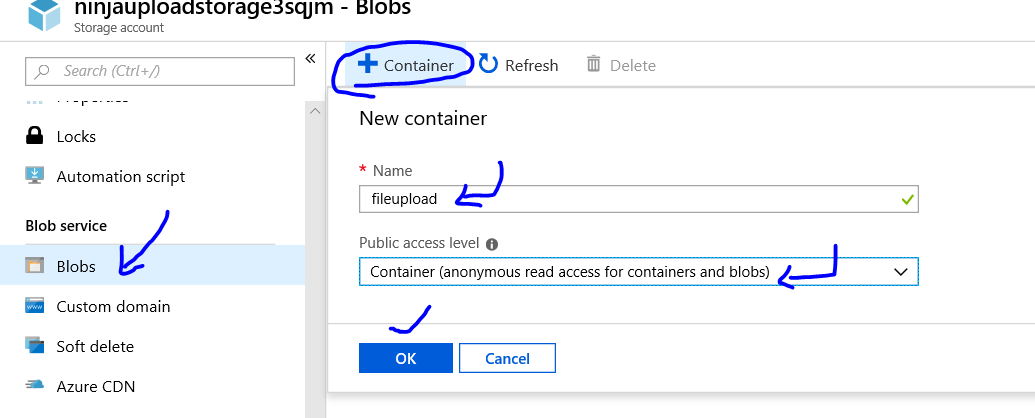 ninjauploadstorage3sqjm - Blobs
Storage account
Search (Ctrl+/)
«
Container
Refresh
Delete
Properties
Locks
Automation script
Blob service
Blobs
Custom domain
Soft delete
Azure CDN
New container
* Name
fileupload
Public access level
Container (anonymous read access for containers and blobs)
OK
Cancel